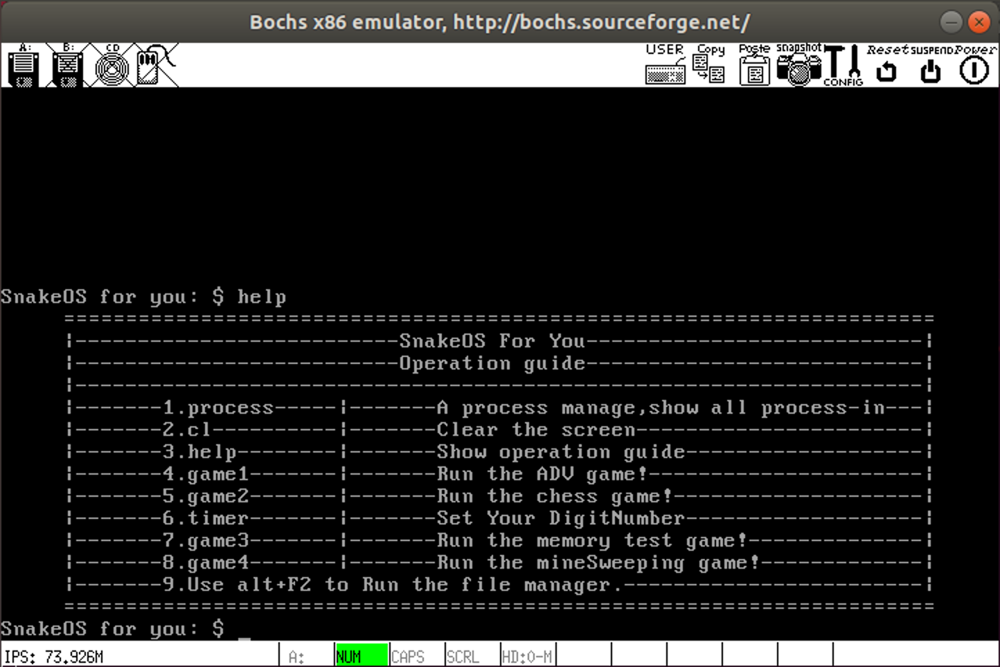 Bochs x86 emulator, http://bochs.sourceforge.net/
A: B: CD USER Copy Paste snapshot CONFIG Reset SUSPEND Power
SnakeOS for you: $ help
======================================================================
|--------------------------SnakeOS For You---------------------------|
|--------------------------Operation guide---------------------------|
|--------------------------------------------------------------------|
|-------1.process-----|-------A process manage,show all process-in---|
|-------2.cl----------|-------Clear the screen-----------------------|
|-------3.help--------|-------Show operation guide-------------------|
|-------4.game1-------|-------Run the ADV game!----------------------|
|-------5.game2-------|-------Run the chess game!--------------------|
|-------6.timer-------|-------Set Your DigitNumber-------------------|
|-------7.game3-------|-------Run the memory test game!--------------|
|-------8.game4-------|-------Run the mineSweeping game!-------------|
|-------9.Use alt+F2 to Run the file manager.------------------------|
======================================================================
SnakeOS for you: $ _
IPS: 73.926M A: NUM CAPS SCRL HD:0-M